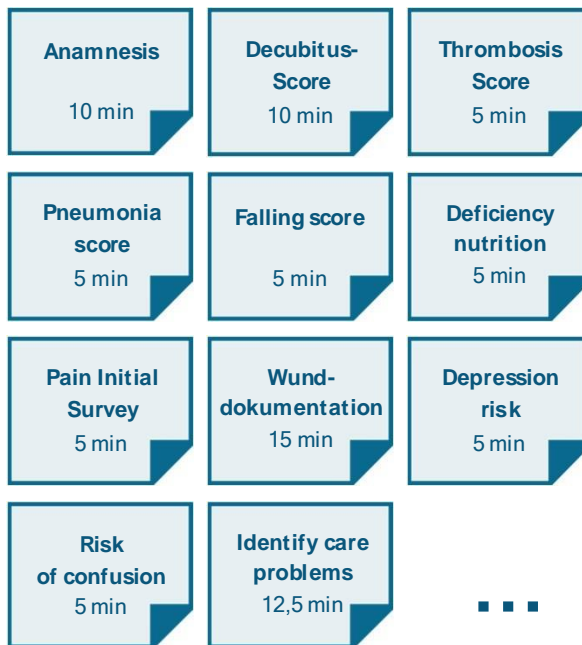 Anamnesis
10 min
Decubitus-
Score
10 min
Thrombosis
Score
5 min
Pneumonia
score
5 min
Falling score
5 min
Deficiency
nutrition
5 min
Pain Initial
Survey
5 min
Wund-
dokumentation
15 min
Depression
risk
5 min
Risk
of confusion
5 min
Identify care
problems
12,5 min
...